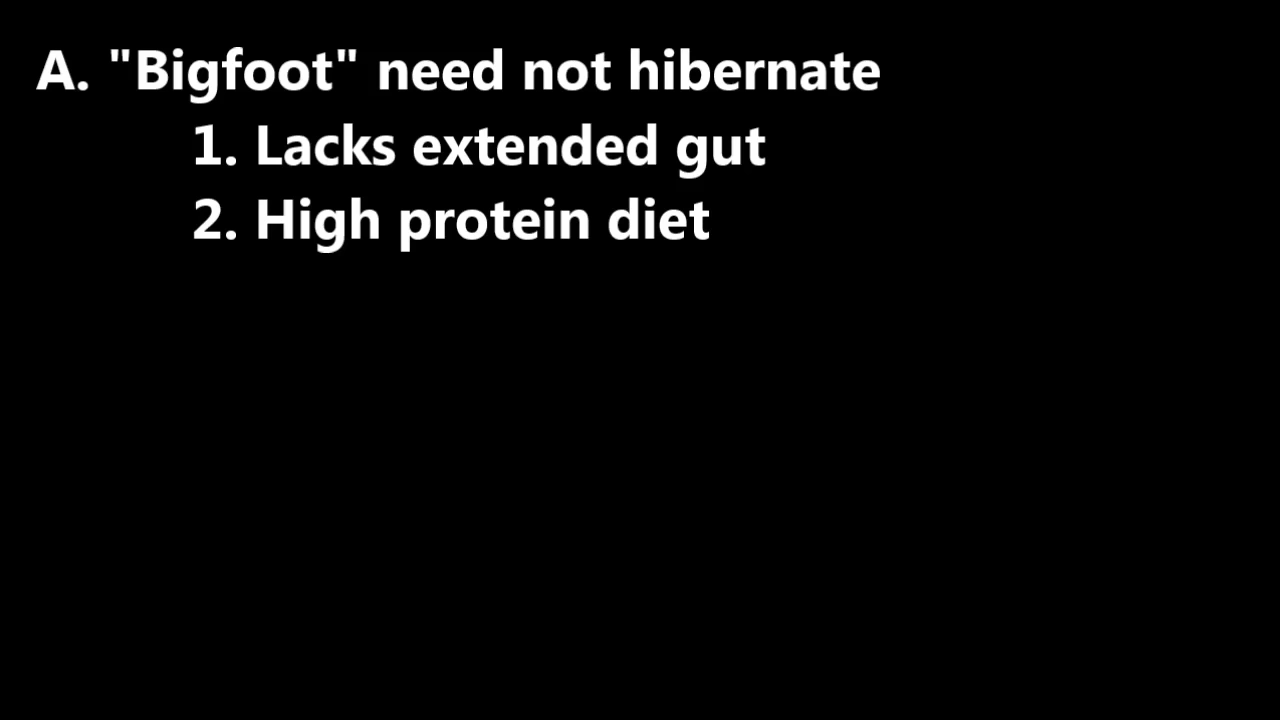 A. "Bigfoot" need not hibernate
1. Lacks extended gut
2. High protein diet